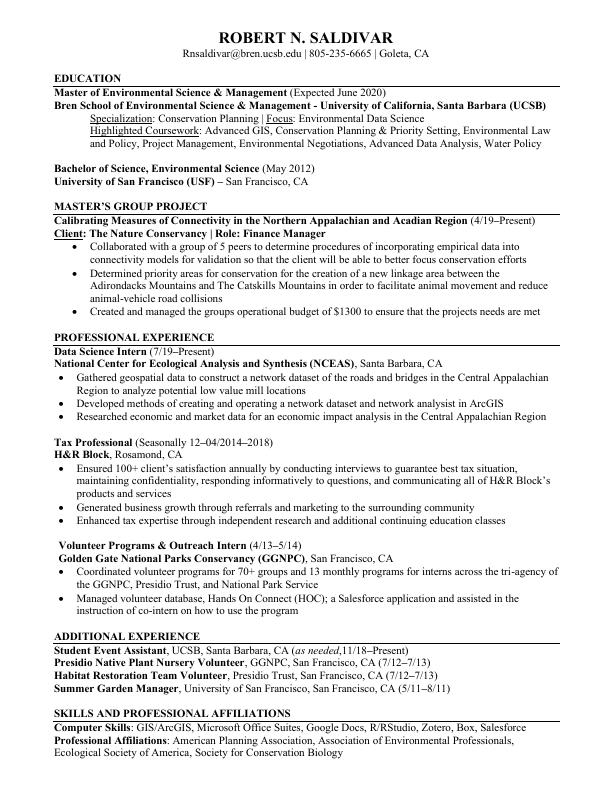 ROBERT N. SALDIVAR
Rnsaldivar@bren.ucsb.edu | 805-235-6665 | Goleta, CA
EDUCATION
Master of Environmental Science & Management (Expected June 2020)
Bren School of Environmental Science & Management - University of California, Santa Barbara (UCSB)
Specialization: Conservation Planning | Focus: Environmental Data Science
Highlighted Coursework: Advanced GIS, Conservation Planning & Priority Setting, Environmental Law
and Policy, Project Management, Environmental Negotiations, Advanced Data Analysis, Water Policy
Bachelor of Science, Environmental Science (May 2012)
University of San Francisco (USF) – San Francisco, CA
MASTER'S GROUP PROJECT
Calibrating Measures of Connectivity in the Northern Appalachian and Acadian Region (4/19–Present)
Client: The Nature Conservancy | Role: Finance Manager
• Collaborated with a group of 5 peers to determine procedures of incorporating empirical data into
connectivity models for validation so that the client will be able to better focus conservation efforts
• Determined priority areas for conservation for the creation of a new linkage area between the
Adirondacks Mountains and The Catskills Mountains in order to facilitate animal movement and reduce
animal-vehicle road collisions
• Created and managed the groups operational budget of $1300 to ensure that the projects needs are met
PROFESSIONAL EXPERIENCE
Data Science Intern (7/19–Present)
National Center for Ecological Analysis and Synthesis (NCEAS), Santa Barbara, CA
• Gathered geospatial data to construct a network dataset of the roads and bridges in the Central Appalachian
Region to analyze potential low value mill locations
• Developed methods of creating and operating a network dataset and network analysist in ArcGIS
• Researched economic and market data for an economic impact analysis in the Central Appalachian Region
Tax Professional (Seasonally 12–04/2014–2018)
H&R Block, Rosamond, CA
• Ensured 100+ client's satisfaction annually by conducting interviews to guarantee best tax situation,
maintaining confidentiality, responding informatively to questions, and communicating all of H&R Block's
products and services
• Generated business growth through referrals and marketing to the surrounding community
• Enhanced tax expertise through independent research and additional continuing education classes
Volunteer Programs & Outreach Intern (4/13–5/14)
Golden Gate National Parks Conservancy (GGNPC), San Francisco, CA
• Coordinated volunteer programs for 70+ groups and 13 monthly programs for interns across the tri-agency of
the GGNPC, Presidio Trust, and National Park Service
• Managed volunteer database, Hands On Connect (HOC); a Salesforce application and assisted in the
instruction of co-intern on how to use the program
ADDITIONAL EXPERIENCE
Student Event Assistant, UCSB, Santa Barbara, CA (as needed,11/18–Present)
Presidio Native Plant Nursery Volunteer, GGNPC, San Francisco, CA (7/12–7/13)
Habitat Restoration Team Volunteer, Presidio Trust, San Francisco, CA (7/12–7/13)
Summer Garden Manager, University of San Francisco, San Francisco, CA (5/11–8/11)
SKILLS AND PROFESSIONAL AFFILIATIONS
Computer Skills: GIS/ArcGIS, Microsoft Office Suites, Google Docs, R/RStudio, Zotero, Box, Salesforce
Professional Affiliations: American Planning Association, Association of Environmental Professionals,
Ecological Society of America, Society for Conservation Biology